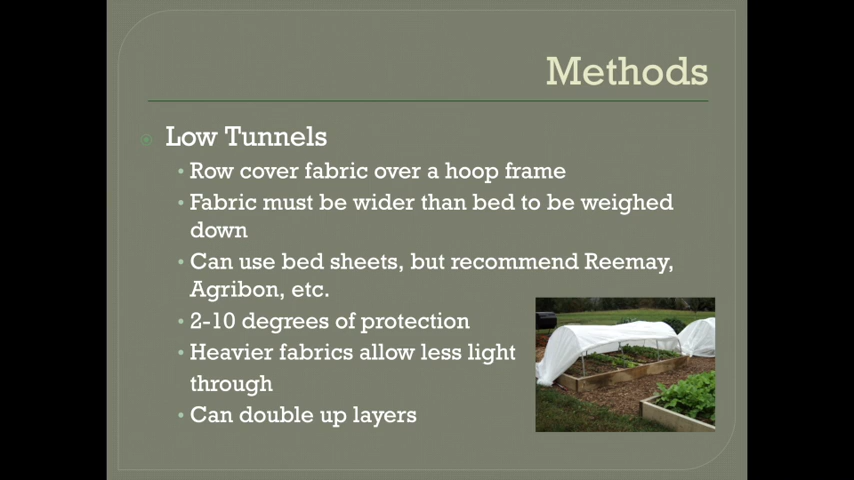 Methods
Low Tunnels
• Row cover fabric over a hoop frame
• Fabric must be wider than bed to be weighed
down
• Can use bed sheets, but recommend Reemay,
Agribon, etc.
• 2-10 degrees of protection
• Heavier fabrics allow less light
through
• Can double up layers